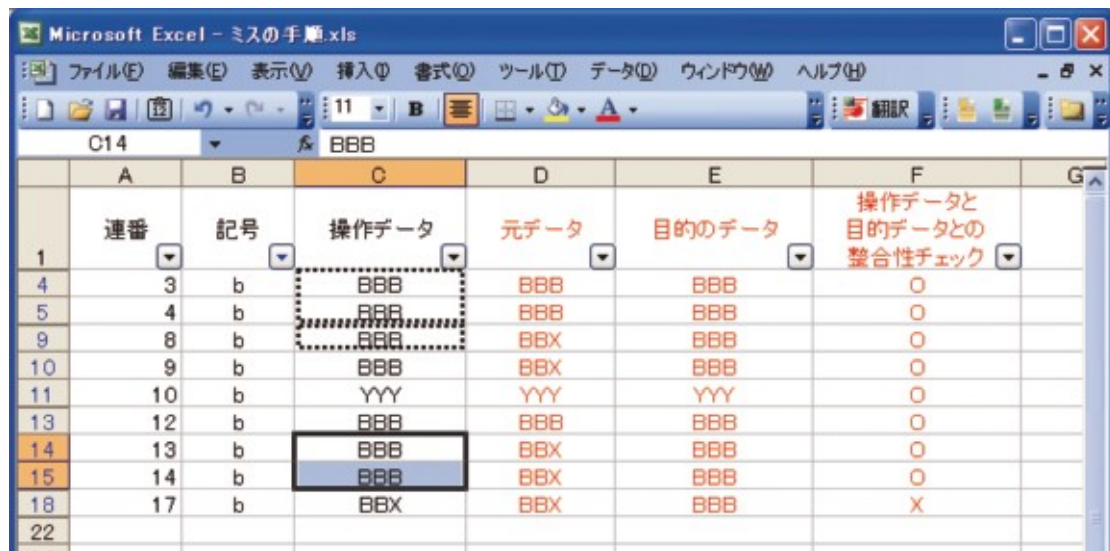 Microsoft Excel - ミスの手順.xls
ファイル(F) 編集(E) 表示(V) 挿入(I) 書式(O) ツール(T) データ(D) ウィンドウ(W) ヘルプ(H)
11 B A 翻訳
C14 fx BBB
A B C D E F G
操作データと
連番 記号 操作データ 元データ 目的のデータ 目的データとの
1 整合性チェック
4 3 b BBB BBB BBB O
5 4 b BBB BBB BBB O
9 8 b BBB BBX BBB O
10 9 b BBB BBX BBB O
11 10 b YYY YYY YYY O
13 12 b BBB BBB BBB O
14 13 b BBB BBX BBB O
15 14 b BBB BBX BBB O
18 17 b BBX BBX BBB X
22